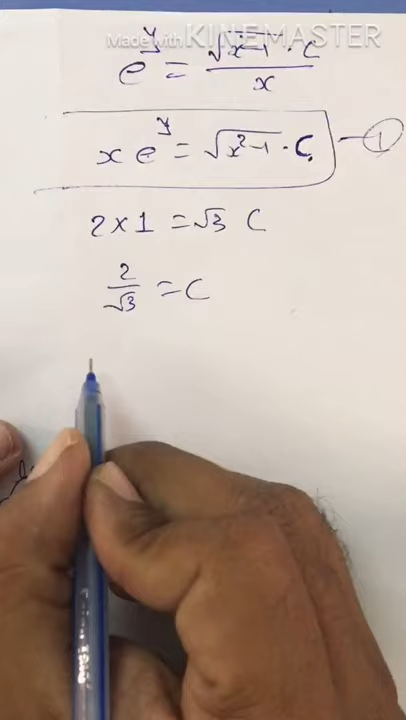 Made with KINEMASTER
e^y = √(x²-1) · C / x
x e^y = √(x²-1) · C. — ①
2 × 1 = √3 C
2/√3 = C